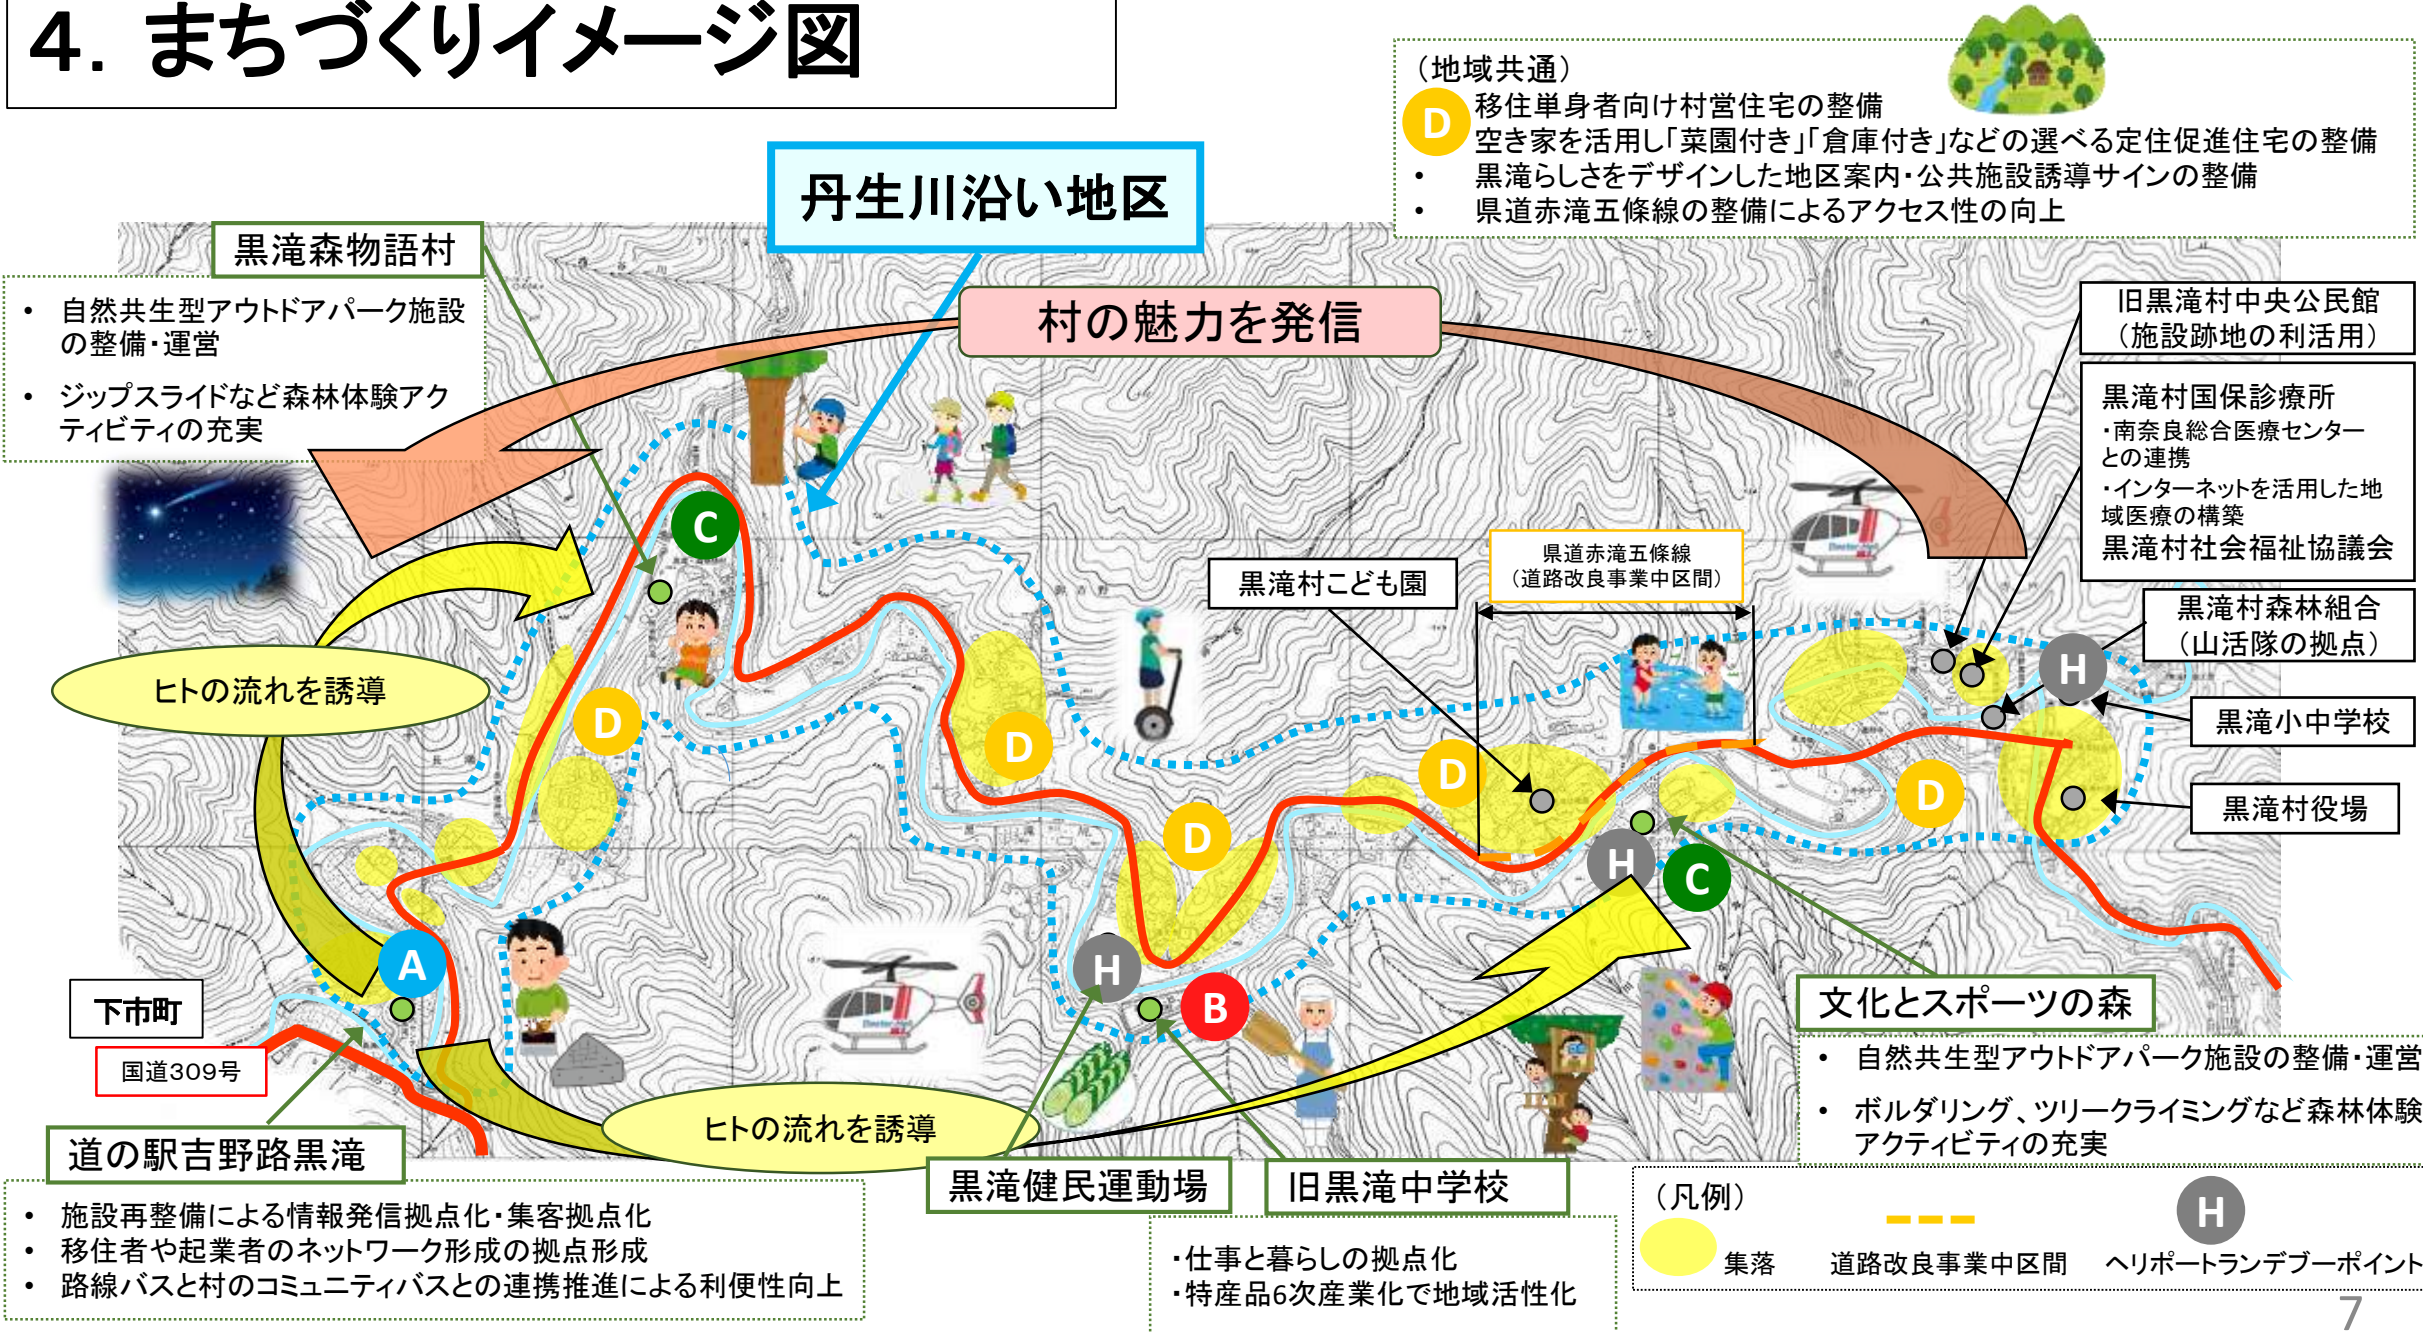 4. まちづくりイメージ図
（地域共通）
D 移住単身者向け村営住宅の整備
空き家を活用し「菜園付き」「倉庫付き」などの選べる定住促進住宅の整備
• 黒滝らしさをデザインした地区案内・公共施設誘導サインの整備
• 県道赤滝五條線の整備によるアクセス性の向上
丹生川沿い地区
黒滝森物語村
• 自然共生型アウトドアパーク施設
の整備・運営
• ジップスライドなど森林体験アク
ティビティの充実
村の魅力を発信
旧黒滝村中央公民館
（施設跡地の利活用）
黒滝村国保診療所
・南奈良総合医療センター
との連携
・インターネットを活用した地
域医療の構築
黒滝村社会福祉協議会
C
県道赤滝五條線
（道路改良事業中区間）
黒滝村こども園
黒滝村森林組合
（山活隊の拠点）
H
ヒトの流れを誘導
D
D
D
D
D
黒滝小中学校
黒滝村役場
H
C
A
H
B
下市町
国道309号
文化とスポーツの森
• 自然共生型アウトドアパーク施設の整備・運営
• ボルダリング、ツリークライミングなど森林体験
アクティビティの充実
ヒトの流れを誘導
道の駅吉野路黒滝
• 施設再整備による情報発信拠点化・集客拠点化
• 移住者や起業者のネットワーク形成の拠点形成
• 路線バスと村のコミュニティバスとの連携推進による利便性向上
黒滝健民運動場
旧黒滝中学校
・仕事と暮らしの拠点化
・特産品6次産業化で地域活性化
（凡例）
H
集落 道路改良事業中区間 ヘリポートランデブーポイント
7